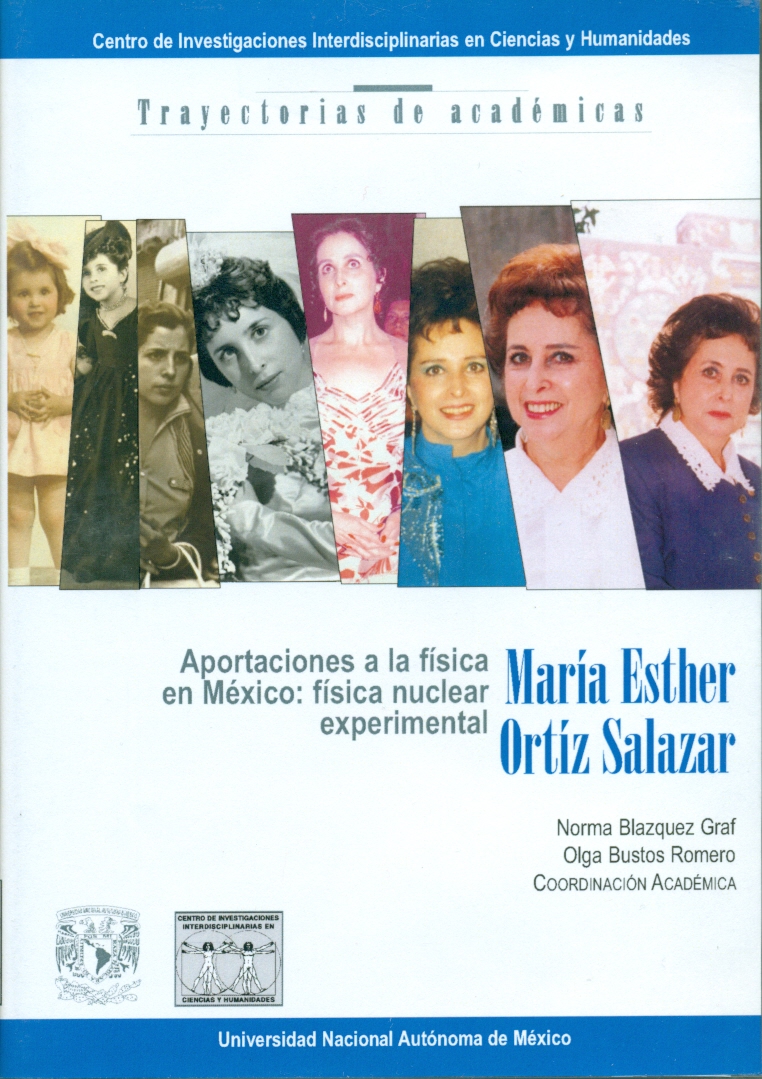 Centro de Investigaciones Interdisciplinarias en Ciencias y Humanidades
Trayectorias de académicas
Aportaciones a la física
en México: física nuclear
experimental
María Esther
Ortíz Salazar
Norma Blazquez Graf
Olga Bustos Romero
COORDINACIÓN ACADÉMICA
CENTRO DE INVESTIGACIONES
INTERDISCIPLINARIAS EN
CIENCIAS Y HUMANIDADES
Universidad Nacional Autónoma de México